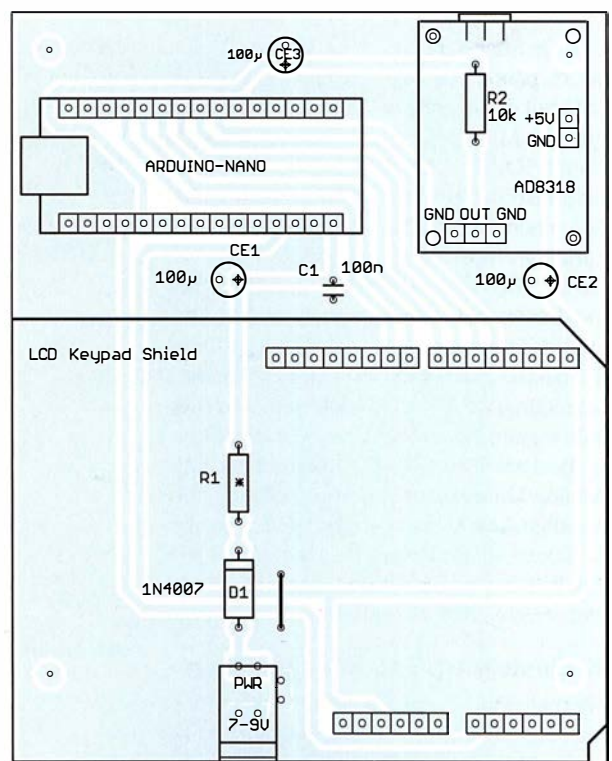 100µ CE3
R2
10k
+5V
GND
ARDUINO-NANO
AD8318
GND OUT GND
CE1
100µ
C1 100n
100µ CE2
LCD Keypad Shield
R1
*
1N4007 D1
PWR
7-9V